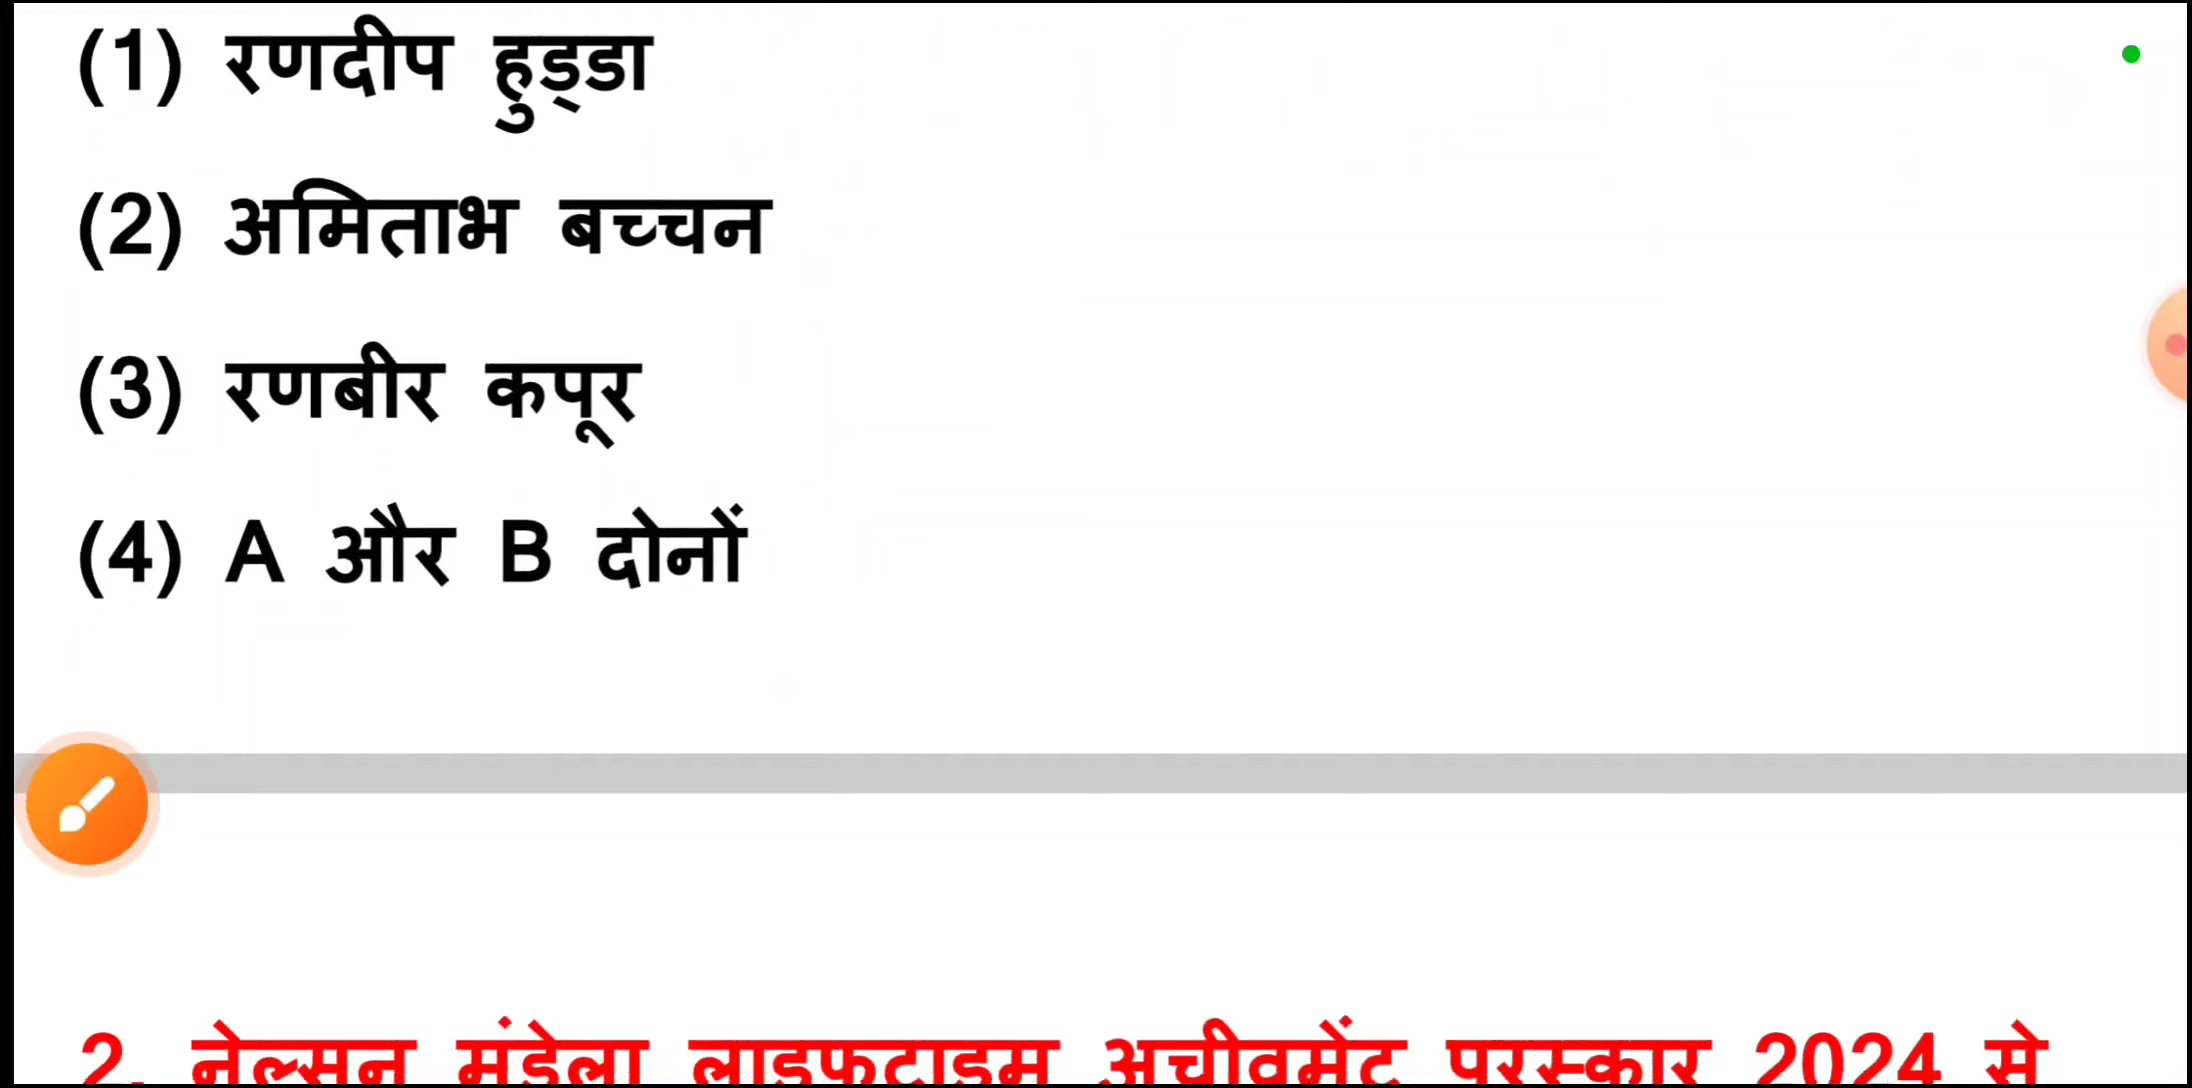 (1) रणदीप हुड्डा
(2) अमिताभ बच्चन
(3) रणबीर कपूर
(4) A और B दोनों
2. नेल्सन मंडेला लाइफटाइम अचीवमेंट पुरस्कार 2024 से